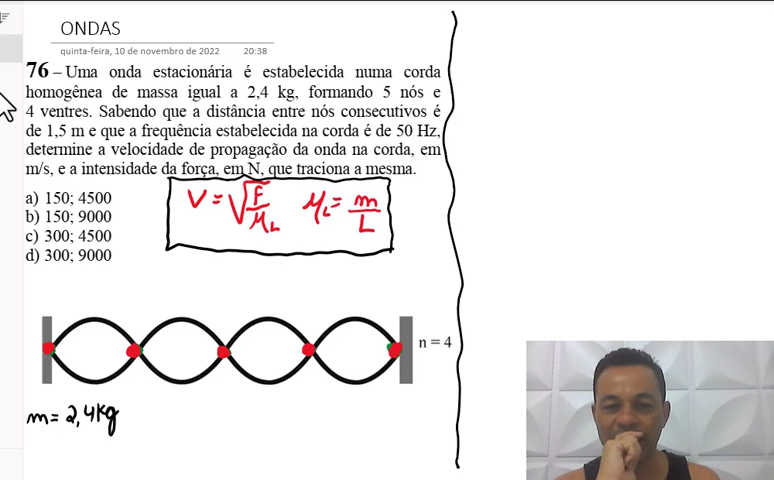 ONDAS
quinta-feira, 10 de novembro de 2022 20:38
76 – Uma onda estacionária é estabelecida numa corda
homogênea de massa igual a 2,4 kg, formando 5 nós e
4 ventres. Sabendo que a distância entre nós consecutivos é
de 1,5 m e que a frequência estabelecida na corda é de 50 Hz,
determine a velocidade de propagação da onda na corda, em
m/s, e a intensidade da força, em N, que traciona a mesma.
V = √F/μL μL = m/L
a) 150; 4500
b) 150; 9000
c) 300; 4500
d) 300; 9000
n = 4
m = 2,4 kg